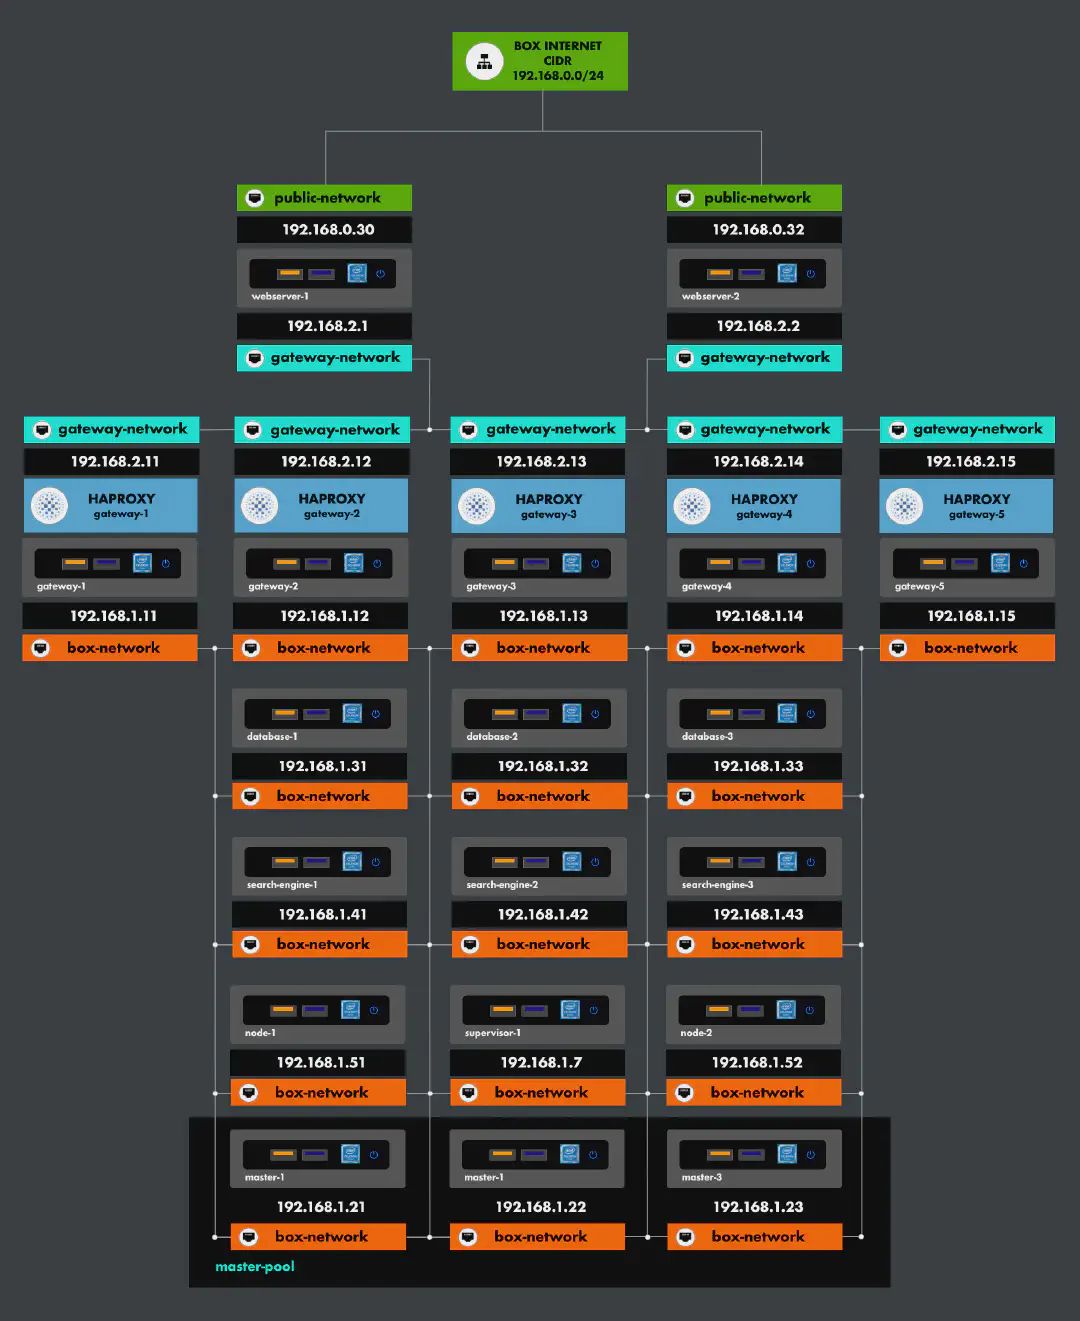 BOX INTERNET
CIDR
192.168.0.0/24
public-network
public-network
192.168.0.30
192.168.0.32
webserver-1
webserver-2
192.168.2.1
192.168.2.2
gateway-network
gateway-network
gateway-network
gateway-network
gateway-network
gateway-network
gateway-network
192.168.2.11
192.168.2.12
192.168.2.13
192.168.2.14
192.168.2.15
HAPROXY
gateway-1
HAPROXY
gateway-2
HAPROXY
gateway-3
HAPROXY
gateway-4
HAPROXY
gateway-5
gateway-1
gateway-2
gateway-3
gateway-4
gateway-5
192.168.1.11
192.168.1.12
192.168.1.13
192.168.1.14
192.168.1.15
box-network
box-network
box-network
box-network
box-network
database-1
database-2
database-3
192.168.1.31
192.168.1.32
192.168.1.33
box-network
box-network
box-network
search-engine-1
search-engine-2
search-engine-3
192.168.1.41
192.168.1.42
192.168.1.43
box-network
box-network
box-network
node-1
supervisor-1
node-2
192.168.1.51
192.168.1.7
192.168.1.52
box-network
box-network
box-network
master-1
master-1
master-3
192.168.1.21
192.168.1.22
192.168.1.23
box-network
box-network
box-network
master-pool